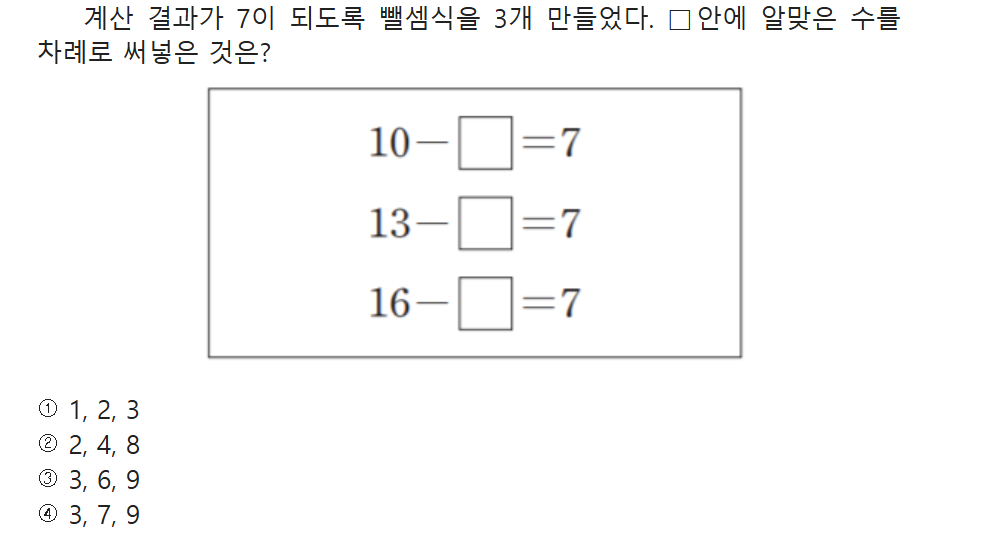 계산 결과가 7이 되도록 뺄셈식을 3개 만들었다. □안에 알맞은 수를
차례로 써넣은 것은?
10−□=7
13−□=7
16−□=7
① 1, 2, 3
② 2, 4, 8
③ 3, 6, 9
④ 3, 7, 9